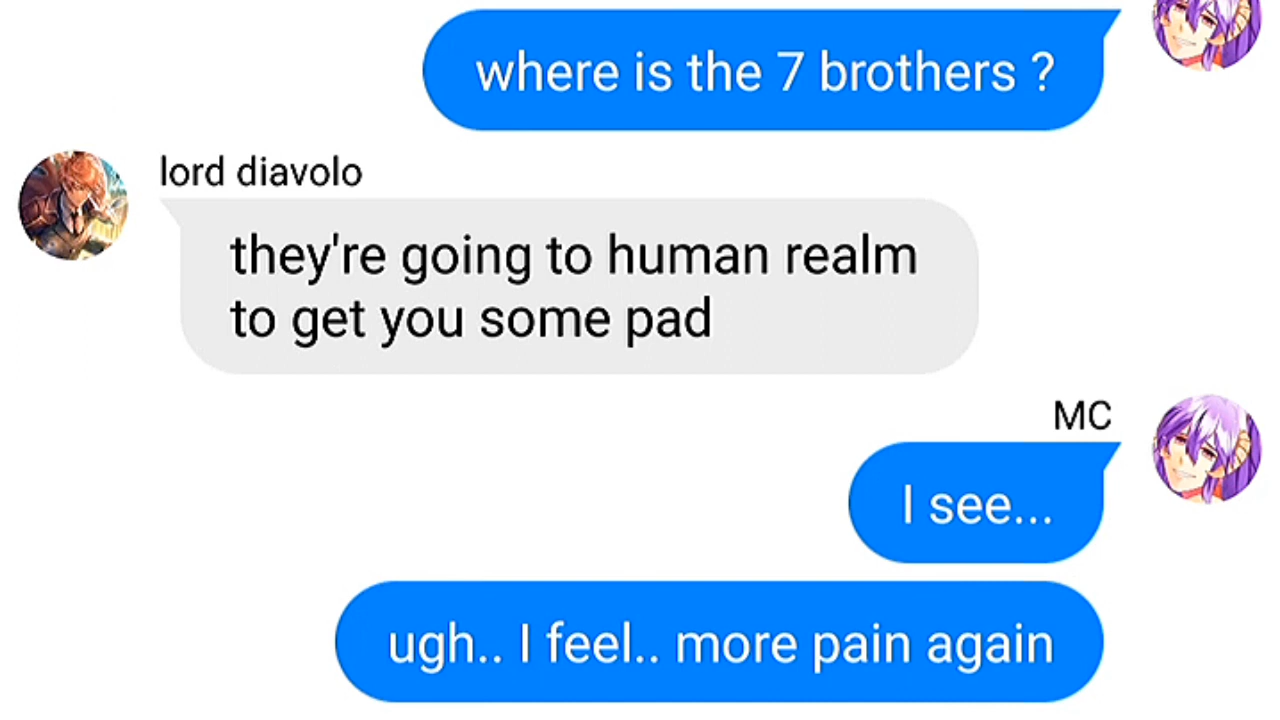 where is the 7 brothers ?
lord diavolo
they're going to human realm
to get you some pad
MC
I see...
ugh.. I feel.. more pain again